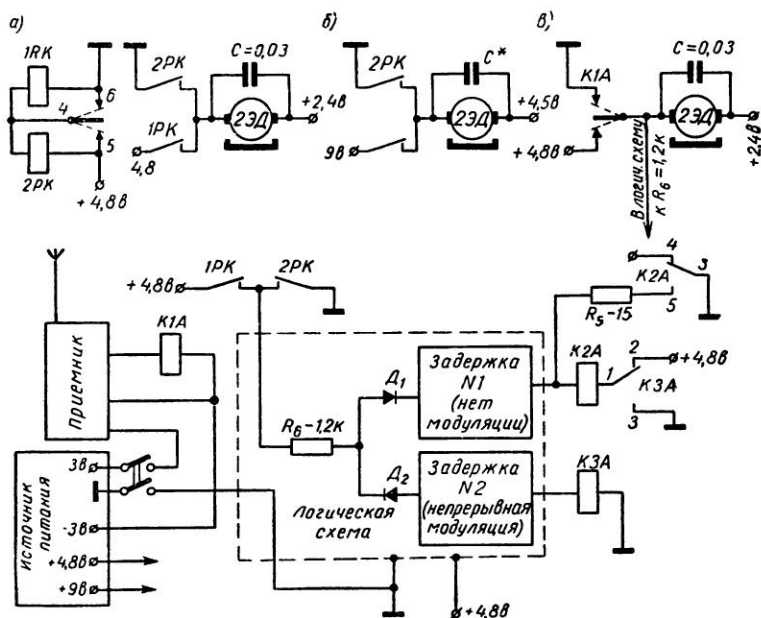 а)
1RК
4
6
5
2РК
+4,8в
2РК
1РК
4,8
С=0,03
2ЭД
+2,4в
б)
2РК
9в
С*
2ЭД
+4,5в
в)
К1А
+4,8в
С=0,03
2ЭД
+2,4в
В логич. схему
к R6=1,2к
+4,8в
1РК
2РК
К1А
Приемник
Источник
питания
3в
-3в
+4,8в
+9в
R6-1,2к
Д1
Д2
Логическая
схема
Задержка
N1
(нет
модуляции)
Задержка
N2
(непрерывная
модуляция)
+4,8в
4
3
К2А
5
R5-15
К2А
1
2
+4,8в
К3А
3
К3А